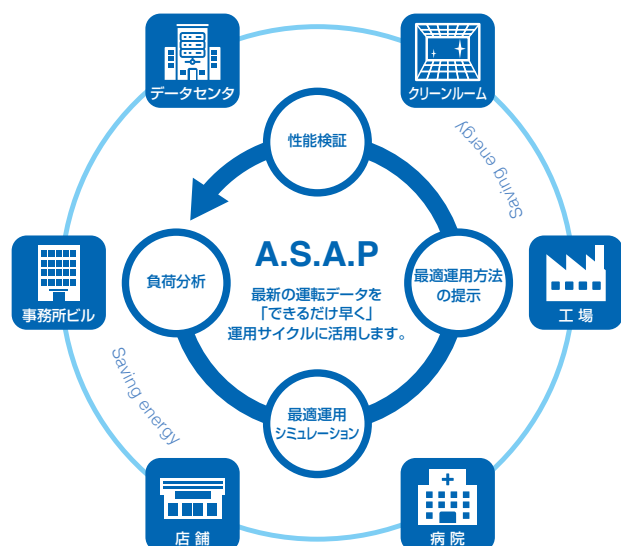 データセンタ
クリーンルーム
性能検証
Saving energy
A.S.A.P
最新の運転データを
「できるだけ早く」
運用サイクルに活用します。
負荷分析
最適運用方法
の提示
事務所ビル
工場
Saving energy
最適運用
シミュレーション
店舗
病院